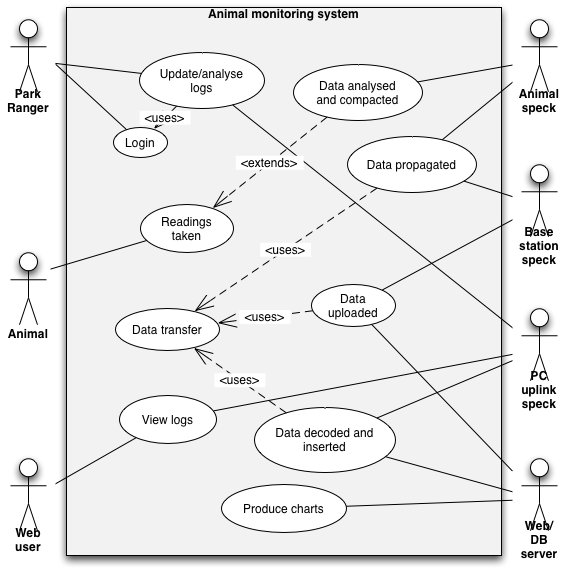 Animal monitoring system
Update/analyse
logs
Data analysed
and compacted
Park
Ranger
Animal
speck
<uses>
Login
<extends>
Data propagated
Readings
taken
Base
station
speck
<uses>
Animal
Data
uploaded
<uses>
Data transfer
<uses>
PC
uplink
speck
View logs
Data decoded and
inserted
Produce charts
Web
user
Web/
DB
server